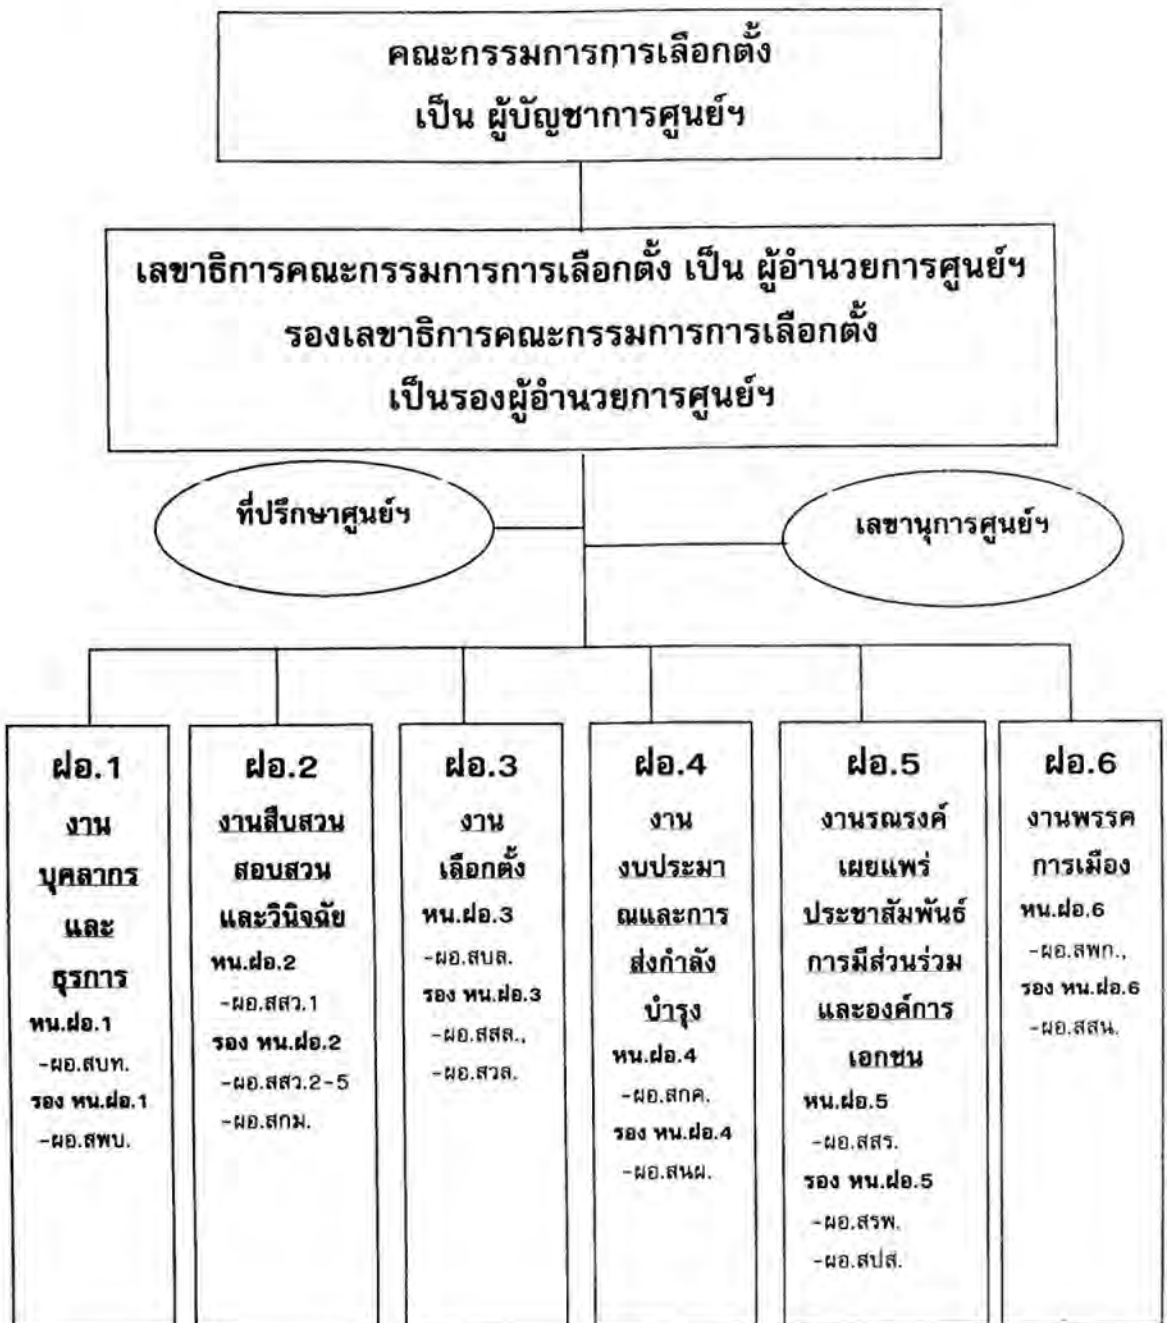 คณะกรรมการการเลือกตั้ง
เป็น ผู้บัญชาการศูนย์ฯ
เลขาธิการคณะกรรมการการเลือกตั้ง เป็น ผู้อำนวยการศูนย์ฯ
รองเลขาธิการคณะกรรมการการเลือกตั้ง
เป็นรองผู้อำนวยการศูนย์ฯ
ที่ปรึกษาศูนย์ฯ
เลขานุการศูนย์ฯ
ฝอ.1
งาน
บุคลากร
และ
ธุรการ
หน.ฝอ.1
-ผอ.สบท.
รอง หน.ฝอ.1
-ผอ.สพบ.
ฝอ.2
งานสืบสวน
สอบสวน
และวินิจฉัย
หน.ฝอ.2
-ผอ.สสว.1
รอง หน.ฝอ.2
-ผอ.สสว.2-5
-ผอ.สกม.
ฝอ.3
งาน
เลือกตั้ง
หน.ฝอ.3
-ผอ.สบล.
รอง หน.ฝอ.3
-ผอ.สสล.,
-ผอ.สวล.
ฝอ.4
งาน
งบประมา
ณและการ
ส่งกำลัง
บำรุง
หน.ฝอ.4
-ผอ.สกค.
รอง หน.ฝอ.4
-ผอ.สนผ.
ฝอ.5
งานรณรงค์
เผยแพร่
ประชาสัมพันธ์
การมีส่วนร่วม
และองค์การ
เอกชน
หน.ฝอ.5
-ผอ.สสร.
รอง หน.ฝอ.5
-ผอ.สรพ.
-ผอ.สปส.
ฝอ.6
งานพรรค
การเมือง
หน.ฝอ.6
-ผอ.สพก.,
รอง หน.ฝอ.6
-ผอ.สสน.